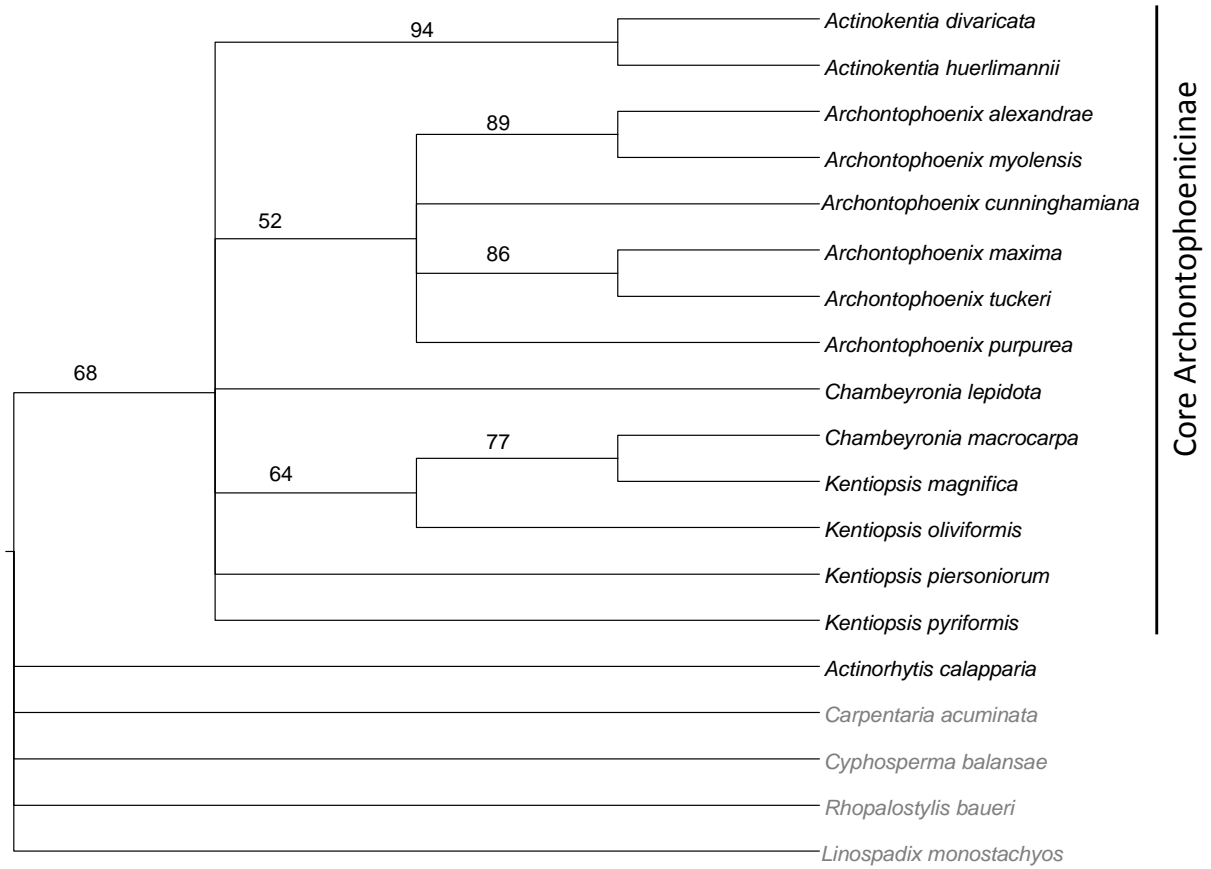 94
Actinokentia divaricata
Actinokentia huerlimannii
89
Archontophoenix alexandrae
Archontophoenix myolensis
52
Archontophoenix cunninghamiana
86
Archontophoenix maxima
Archontophoenix tuckeri
Archontophoenix purpurea
68
Chambeyronia lepidota
77
Chambeyronia macrocarpa
64
Kentiopsis magnifica
Kentiopsis oliviformis
Kentiopsis piersoniorum
Kentiopsis pyriformis
Actinorhytis calapparia
Carpentaria acuminata
Cyphosperma balansae
Rhopalostylis baueri
Linospadix monostachyos
Core Archontophoenicinae